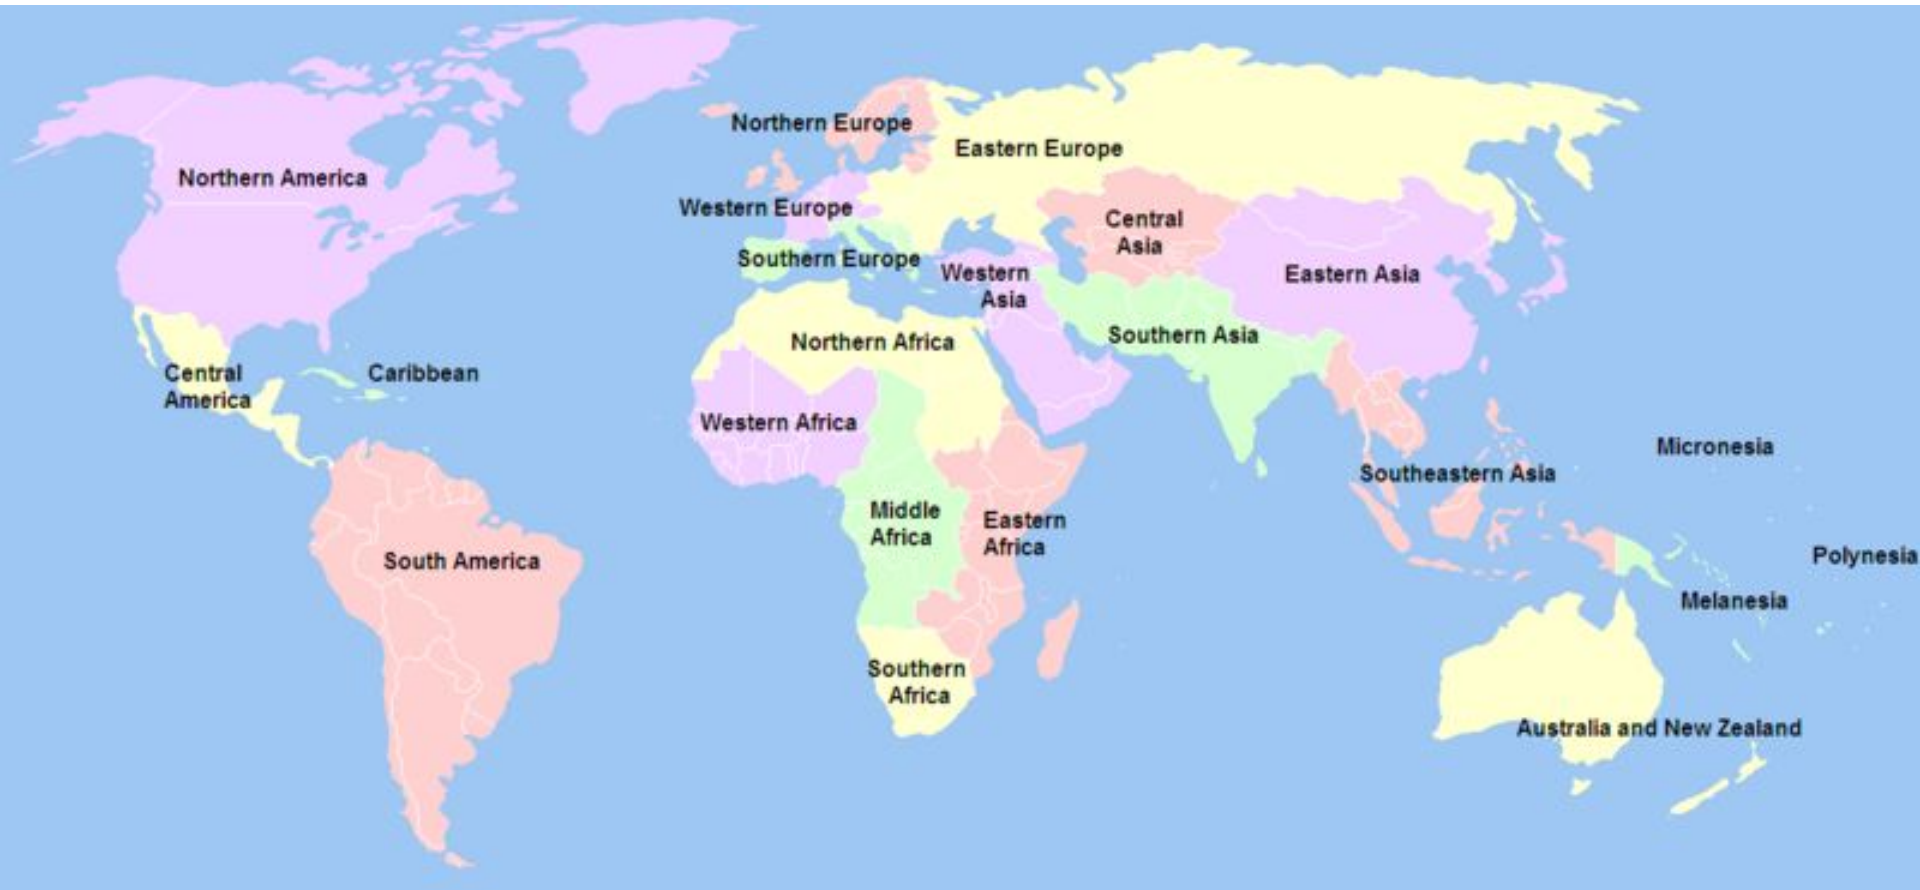 Northern Europe
Eastern Europe
Northern America
Western Europe
Central
Asia
Southern Europe
Western
Asia
Eastern Asia
Southern Asia
Northern Africa
Central
America
Caribbean
Western Africa
Micronesia
Southeastern Asia
Middle
Africa
Eastern
Africa
South America
Polynesia
Melanesia
Southern
Africa
Australia and New Zealand